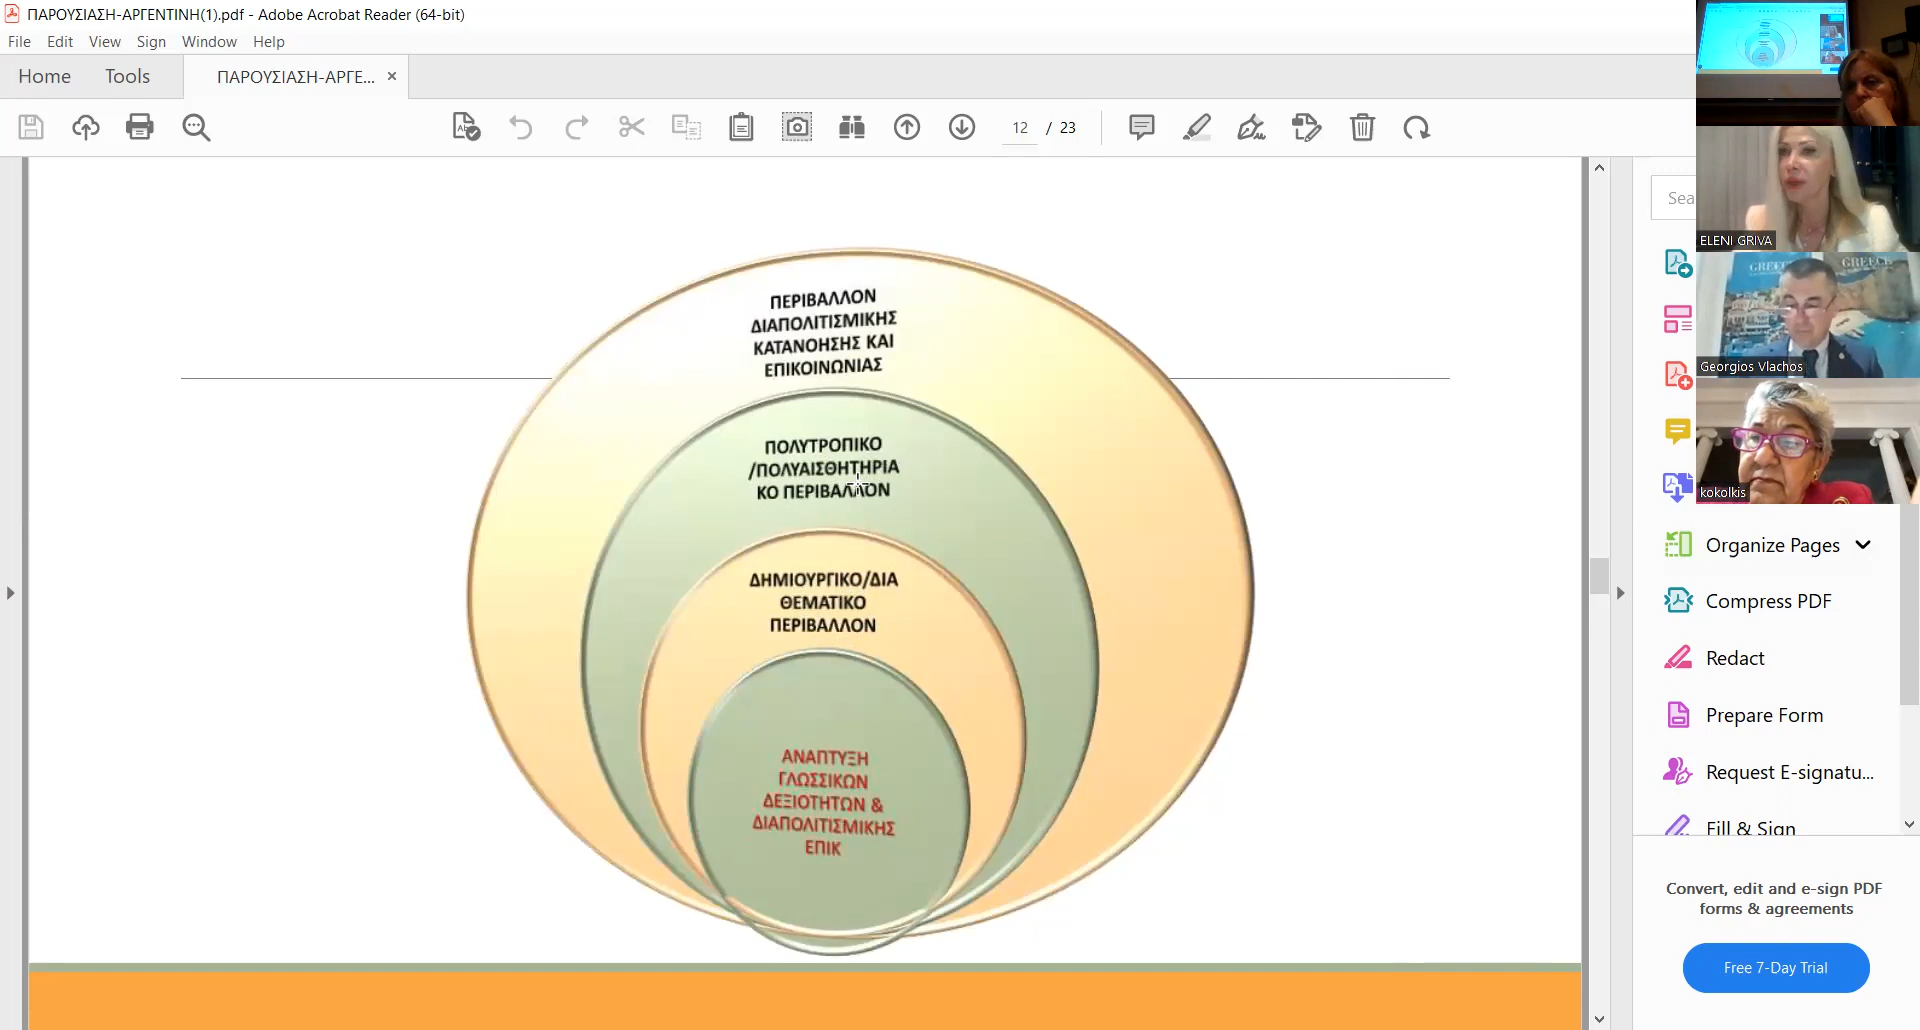 ΠΑΡΟΥΣΙΑΣΗ-ΑΡΓΕΝΤΙΝΗ(1).pdf - Adobe Acrobat Reader (64-bit)
File Edit View Sign Window Help
Home Tools ΠΑΡΟΥΣΙΑΣΗ-ΑΡΓΕ... ×
12 / 23
ΠΕΡΙΒΑΛΛΟΝ
ΔΙΑΠΟΛΙΤΙΣΜΙΚΗΣ
ΚΑΤΑΝΟΗΣΗΣ ΚΑΙ
ΕΠΙΚΟΙΝΩΝΙΑΣ
ΠΟΛΥΤΡΟΠΙΚΟ
/ΠΟΛΥΑΙΣΘΗΤΗΡΙΑ
ΚΟ ΠΕΡΙΒΑΛΛΟΝ
ΔΗΜΙΟΥΡΓΙΚΟ/ΔΙΑ
ΘΕΜΑΤΙΚΟ
ΠΕΡΙΒΑΛΛΟΝ
ΑΝΑΠΤΥΞΗ
ΓΛΩΣΣΙΚΩΝ
ΔΕΞΙΟΤΗΤΩΝ &
ΔΙΑΠΟΛΙΤΙΣΜΙΚΗΣ
ΕΠΙΚ
Sea
ELENI GRIVA
GREECE
GREECE
Georgios Vlachos
kokolkis
Organize Pages
Compress PDF
Redact
Prepare Form
Request E-signatu...
Fill & Sign
Convert, edit and e-sign PDF
forms & agreements
Free 7-Day Trial